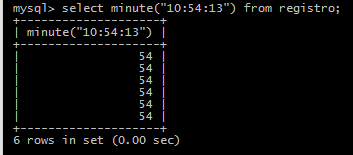 mysql> select minute("10:54:13") from registro;
+--------------------+
| minute("10:54:13") |
+--------------------+
|                 54 |
|                 54 |
|                 54 |
|                 54 |
|                 54 |
|                 54 |
+--------------------+
6 rows in set (0.00 sec)